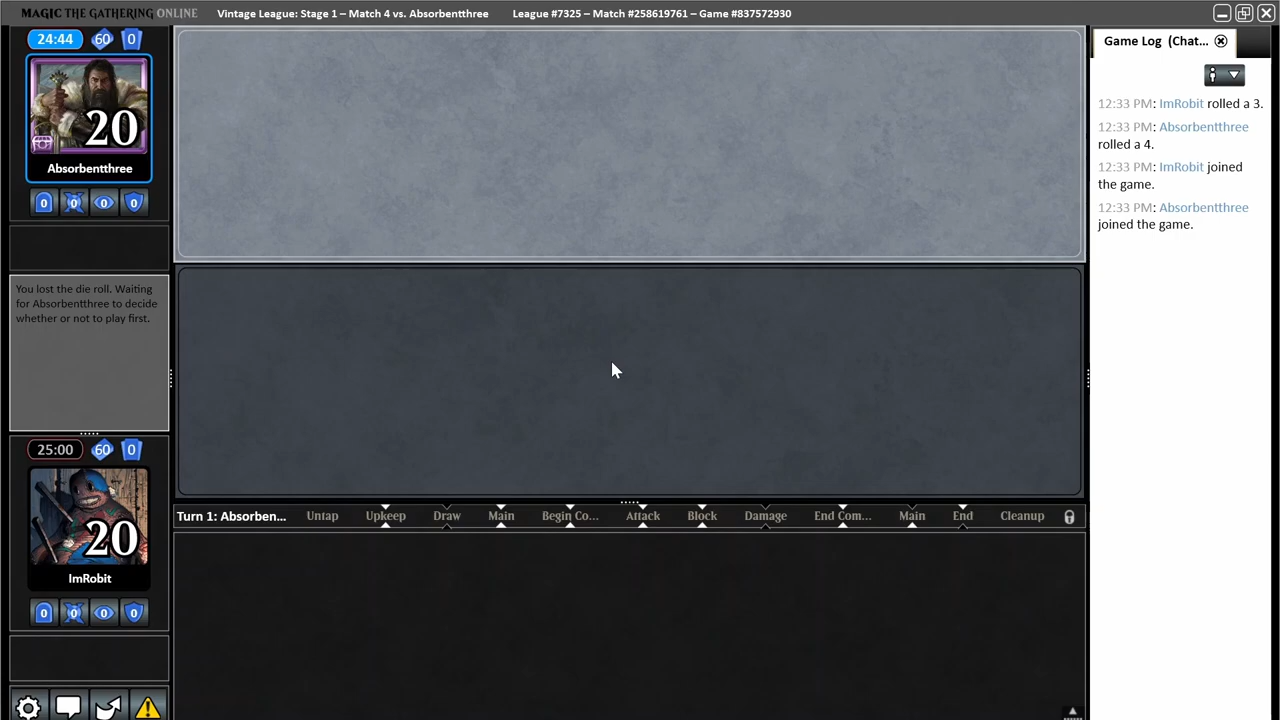 MAGIC THE GATHERING ONLINE
Vintage League: Stage 1 – Match 4 vs. Absorbentthree
League #7325 – Match #258619761 – Game #837572930
24:44
60
0
20
Absorbentthree
0
0
0
0
You lost the die roll. Waiting
for Absorbentthree to decide
whether or not to play first.
25:00
60
0
20
ImRobit
0
0
0
0
Turn 1: Absorben...
Untap
Upkeep
Draw
Main
Begin Co...
Attack
Block
Damage
End Com...
Main
End
Cleanup
Game Log (Chat...
12:33 PM: ImRobit rolled a 3.
12:33 PM: Absorbentthree
rolled a 4.
12:33 PM: ImRobit joined
the game.
12:33 PM: Absorbentthree
joined the game.